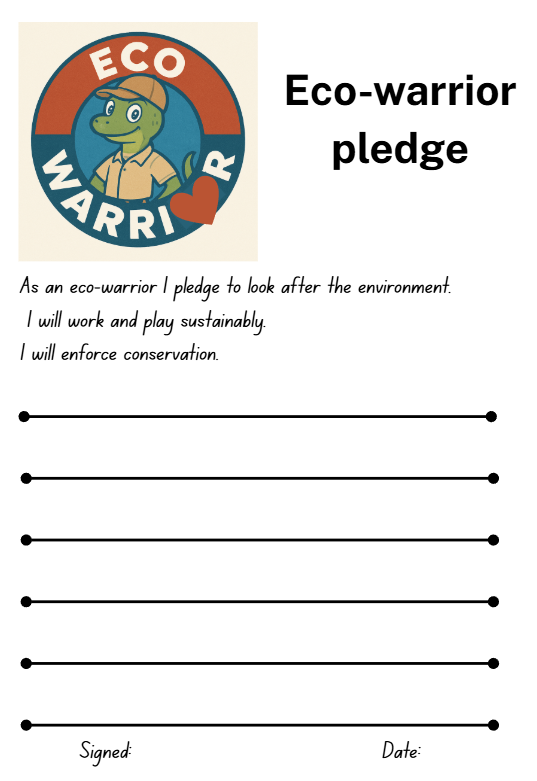 ECO
WARRI R
Eco-warrior
pledge
As an eco-warrior I pledge to look after the environment.
I will work and play sustainably.
I will enforce conservation.
Signed: Date: